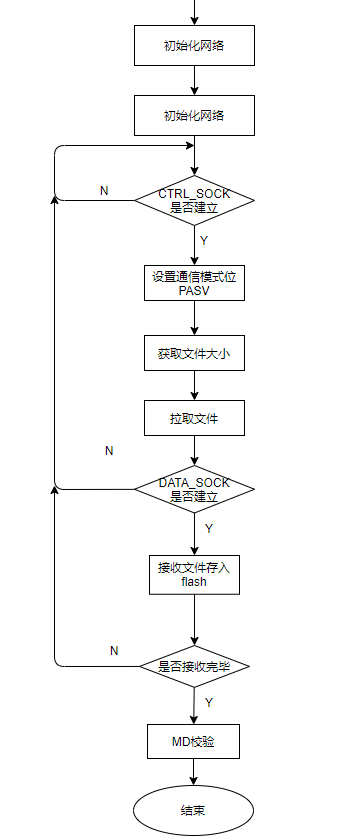 初始化网络
初始化网络
CTRL_SOCK
是否建立
N
Y
设置通信模式位
PASV
获取文件大小
拉取文件
N
DATA_SOCK
是否建立
Y
接收文件存入
flash
N
是否接收完毕
Y
MD校验
结束